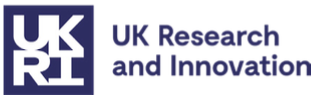 UK
RI
UK Research
and Innovation